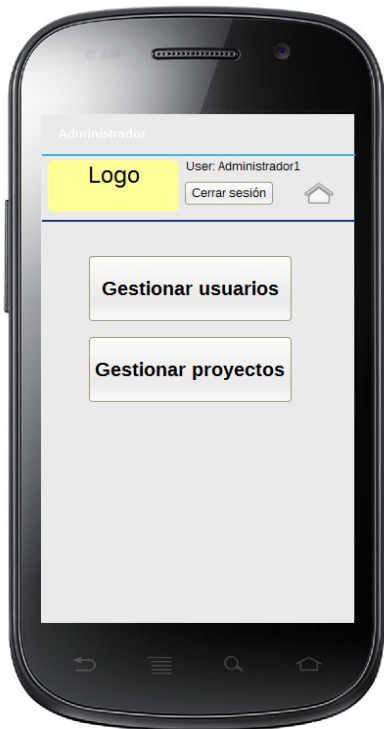 Administrador
Logo
User: Administrador1
Cerrar sesión
Gestionar usuarios
Gestionar proyectos